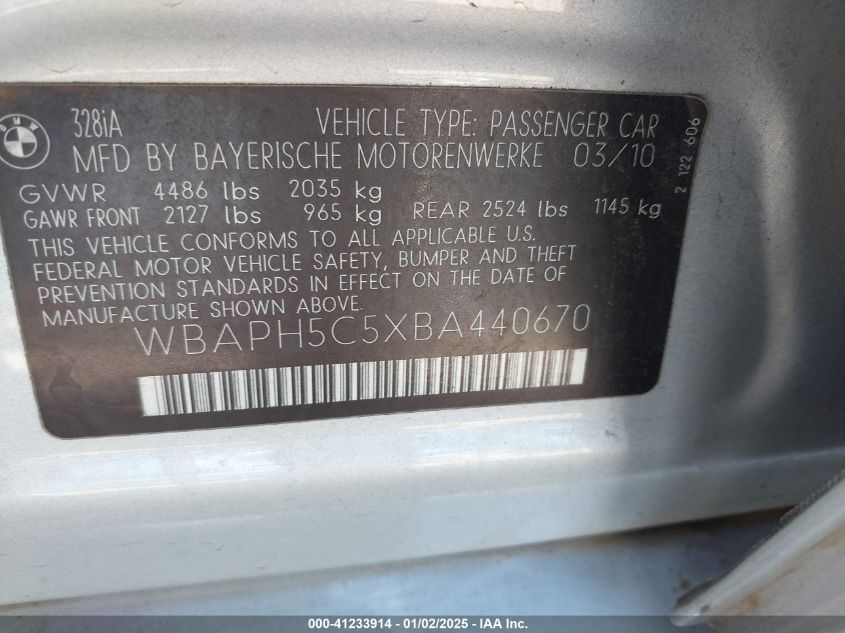 BMW
328iA VEHICLE TYPE: PASSENGER CAR
MFD BY BAYERISCHE MOTORENWERKE 03/10
GVWR 4486 lbs 2035 kg
GAWR FRONT 2127 lbs 965 kg REAR 2524 lbs 1145 kg
THIS VEHICLE CONFORMS TO ALL APPLICABLE U.S.
FEDERAL MOTOR VEHICLE SAFETY, BUMPER AND THEFT
PREVENTION STANDARDS IN EFFECT ON THE DATE OF
MANUFACTURE SHOWN ABOVE:
WBAPH5C5XBA440670
2 122 606
000-41233914 - 01/02/2025 - IAA Inc.